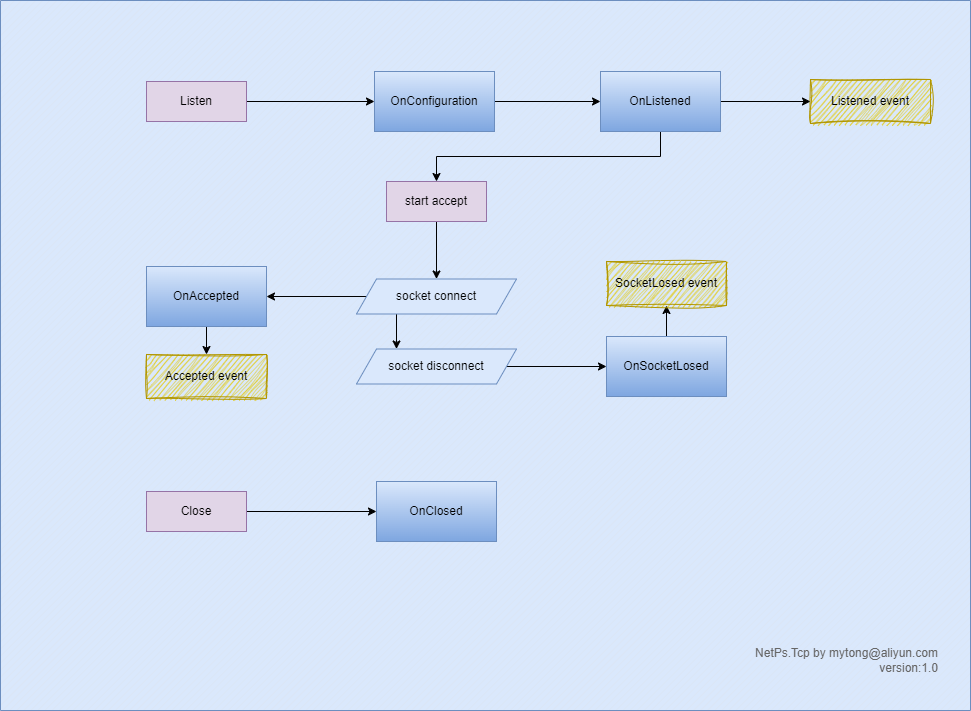 Listen
OnConfiguration
OnListened
Listened event
start accept
OnAccepted
socket connect
SocketLosed event
Accepted event
socket disconnect
OnSocketLosed
Close
OnClosed
NetPs.Tcp by mytong@aliyun.com
version:1.0